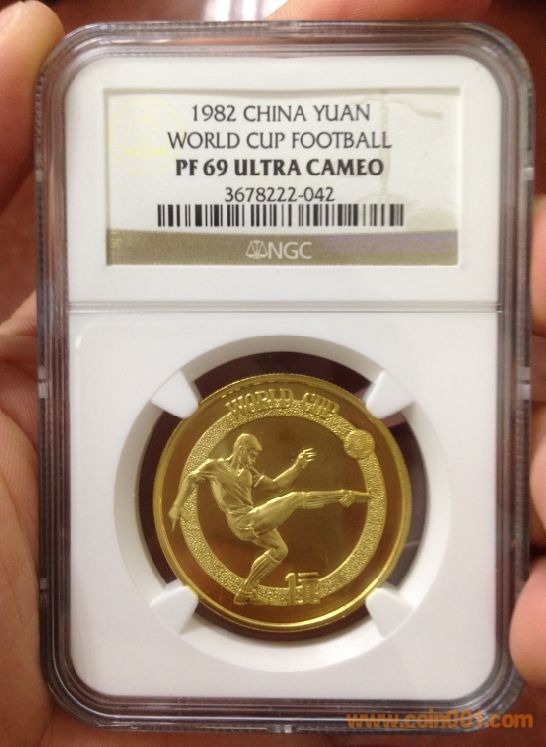 1982 CHINA YUAN
WORLD CUP FOOTBALL
PF 69 ULTRA CAMEO
3678222-042
NGC
WORLD CUP
1元
www.coin001.com